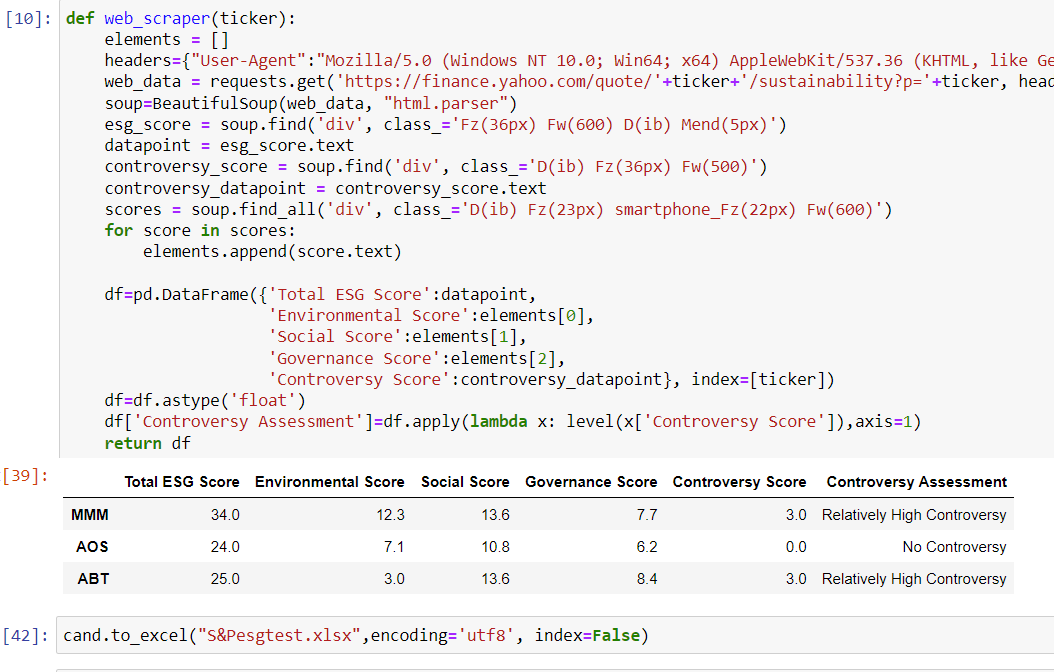 [10]: def web_scraper(ticker):
    elements = []
    headers={"User-Agent":"Mozilla/5.0 (Windows NT 10.0; Win64; x64) AppleWebKit/537.36 (KHTML, like Ge
    web_data = requests.get('https://finance.yahoo.com/quote/'+ticker+'/sustainability?p='+ticker, head
    soup=BeautifulSoup(web_data, "html.parser")
    esg_score = soup.find('div', class_='Fz(36px) Fw(600) D(ib) Mend(5px)')
    datapoint = esg_score.text
    controversy_score = soup.find('div', class_='D(ib) Fz(36px) Fw(500)')
    controversy_datapoint = controversy_score.text
    scores = soup.find_all('div', class_='D(ib) Fz(23px) smartphone_Fz(22px) Fw(600)')
    for score in scores:
        elements.append(score.text)
    df=pd.DataFrame({'Total ESG Score':datapoint,
                     'Environmental Score':elements[0],
                     'Social Score':elements[1],
                     'Governance Score':elements[2],
                     'Controversy Score':controversy_datapoint}, index=[ticker])
    df=df.astype('float')
    df['Controversy Assessment']=df.apply(lambda x: level(x['Controversy Score']),axis=1)
    return df
[39]: Total ESG Score Environmental Score Social Score Governance Score Controversy Score Controversy Assessment
MMM 34.0 12.3 13.6 7.7 3.0 Relatively High Controversy
AOS 24.0 7.1 10.8 6.2 0.0 No Controversy
ABT 25.0 3.0 13.6 8.4 3.0 Relatively High Controversy
[42]: cand.to_excel("S&Pesgtest.xlsx",encoding='utf8', index=False)